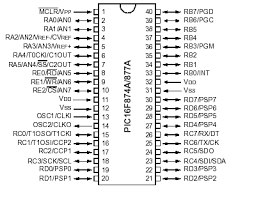 MCLR/VPP 1 40 RB7/PGD
RA0/AN0 2 39 RB6/PGC
RA1/AN1 3 38 RB5
RA2/AN2/VREF-/CVREF 4 37 RB4
RA3/AN3/VREF+ 5 36 RB3/PGM
RA4/T0CKI/C1OUT 6 35 RB2
RA5/AN4/SS/C2OUT 7 34 RB1
RE0/RD/AN5 8 33 RB0/INT
RE1/WR/AN6 9 32 VDD
RE2/CS/AN7 10 31 VSS
VDD 11 30 RD7/PSP7
VSS 12 29 RD6/PSP6
OSC1/CLKI 13 28 RD5/PSP5
OSC2/CLKO 14 27 RD4/PSP4
RC0/T1OSO/T1CKI 15 26 RC7/RX/DT
RC1/T1OSI/CCP2 16 25 RC6/TX/CK
RC2/CCP1 17 24 RC5/SDO
RC3/SCK/SCL 18 23 RC4/SDI/SDA
RD0/PSP0 19 22 RD3/PSP3
RD1/PSP1 20 21 RD2/PSP2
PIC16F874A/877A